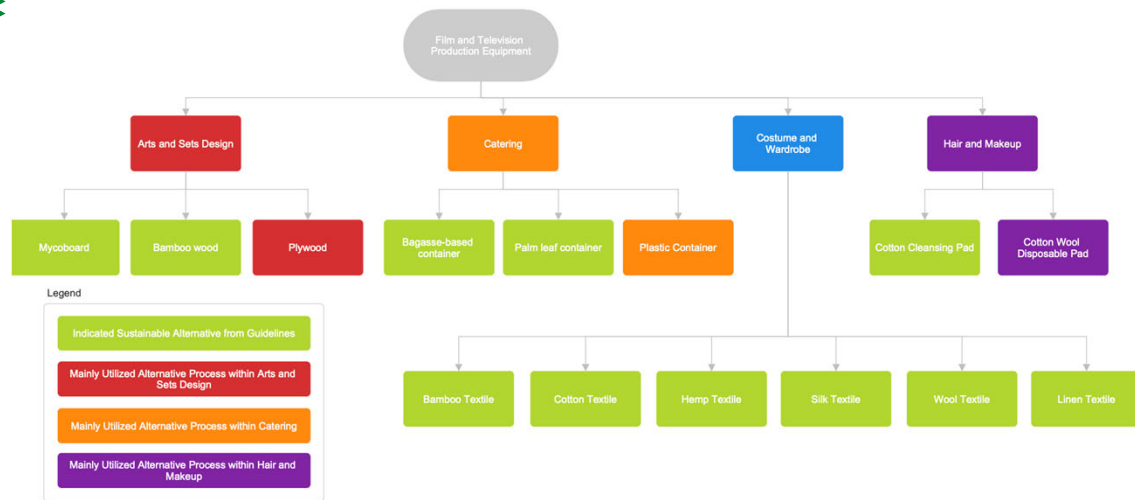 Film and Television
Production Equipment
Arts and Sets Design
Catering
Costume and
Wardrobe
Hair and Makeup
Mycoboard
Bamboo wood
Plywood
Bagasse-based
container
Palm leaf container
Plastic Container
Cotton Cleansing Pad
Cotton Wool
Disposable Pad
Legend
Indicated Sustainable Alternative from Guidelines
Mainly Utilized Alternative Process within Arts and
Sets Design
Mainly Utilized Alternative Process within Catering
Mainly Utilized Alternative Process within Hair and
Makeup
Bamboo Textile
Cotton Textile
Hemp Textile
Silk Textile
Wool Textile
Linen Textile